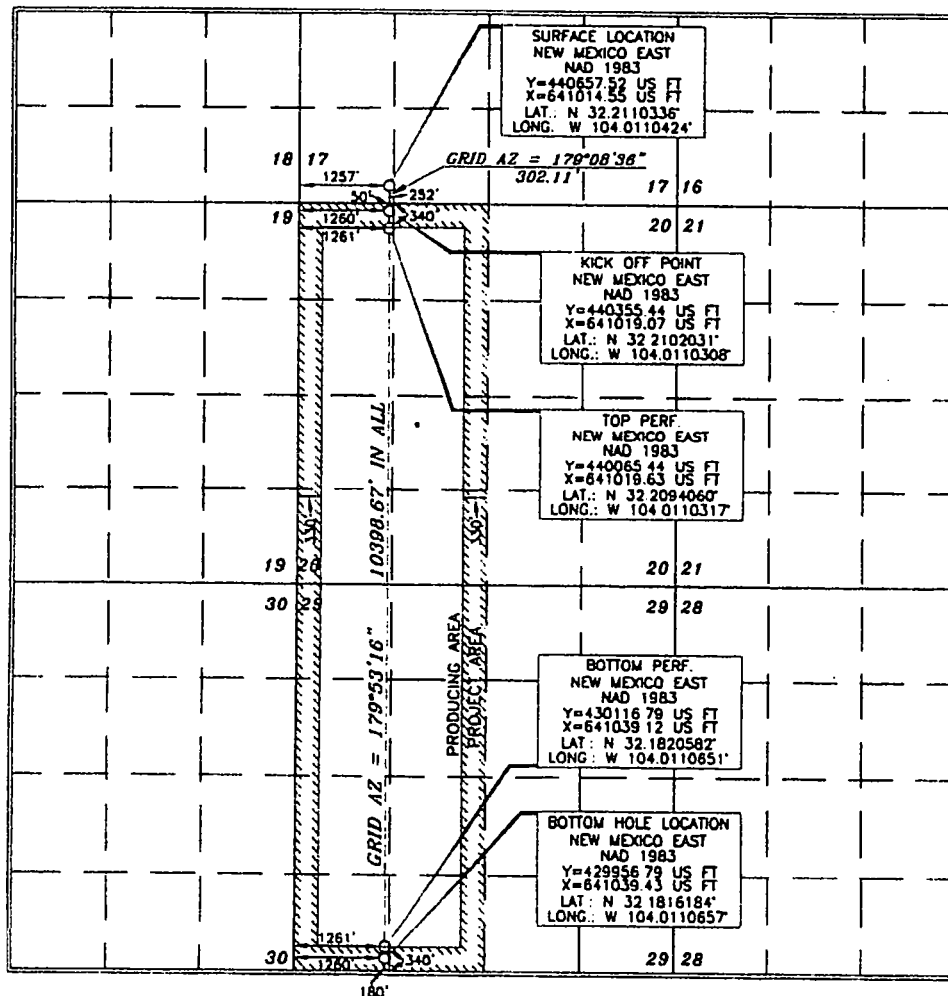 SURFACE LOCATION
NEW MEXICO EAST
NAD 1983
Y=440657.52 US FT
X=641014.55 US FT
LAT.: N 32.2110336°
LONG. W 104.0110424°
18 17
1257'
GRID AZ = 179°08'36"
302.11'
252'
17 16
50'
19
1260'
340'
20 21
1261'
KICK OFF POINT
NEW MEXICO EAST
NAD 1983
Y=440355.44 US FT
X=641019.07 US FT
LAT.: N 32.2102031°
LONG.: W 104.0110308°
TOP PERF.
NEW MEXICO EAST
NAD 1983
Y=440065.44 US FT
X=641019.63 US FT
LAT.: N 32.2094060°
LONG.: W 104.0110317°
10398.67' IN ALL
330'
330'
19 20
20 21
30 29
29 28
GRID AZ = 179°53'16"
PRODUCING AREA
PROJECT AREA
BOTTOM PERF.
NEW MEXICO EAST
NAD 1983
Y=430116.79 US FT
X=641039.12 US FT
LAT : N 32.1820582°
LONG : W 104.0110651°
BOTTOM HOLE LOCATION
NEW MEXICO EAST
NAD 1983
Y=429956.79 US FT
X=641039.43 US FT
LAT : N 32.1816184°
LONG: W 104.0110657°
1261'
30
1260'
340'
29 28
180'